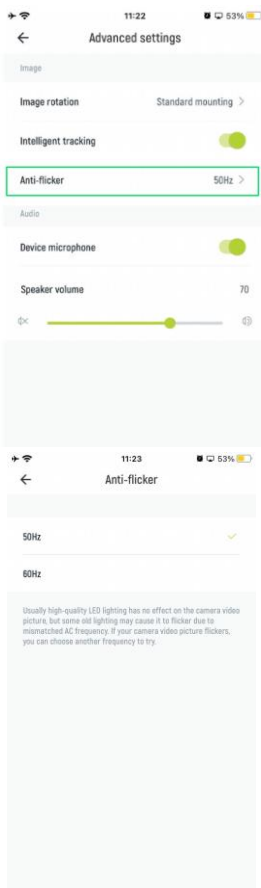 11:22
53%
Advanced settings
Image
Image rotation Standard mounting >
Intelligent tracking
Anti-flicker 50Hz >
Audio
Device microphone
Speaker volume 70
11:23
53%
Anti-flicker
50Hz
60Hz
Usually high-quality LED lighting has no effect on the camera video
picture, but some old lighting may cause it to flicker due to
mismatched AC frequency. If your camera video picture flickers,
you can choose another frequency to try.